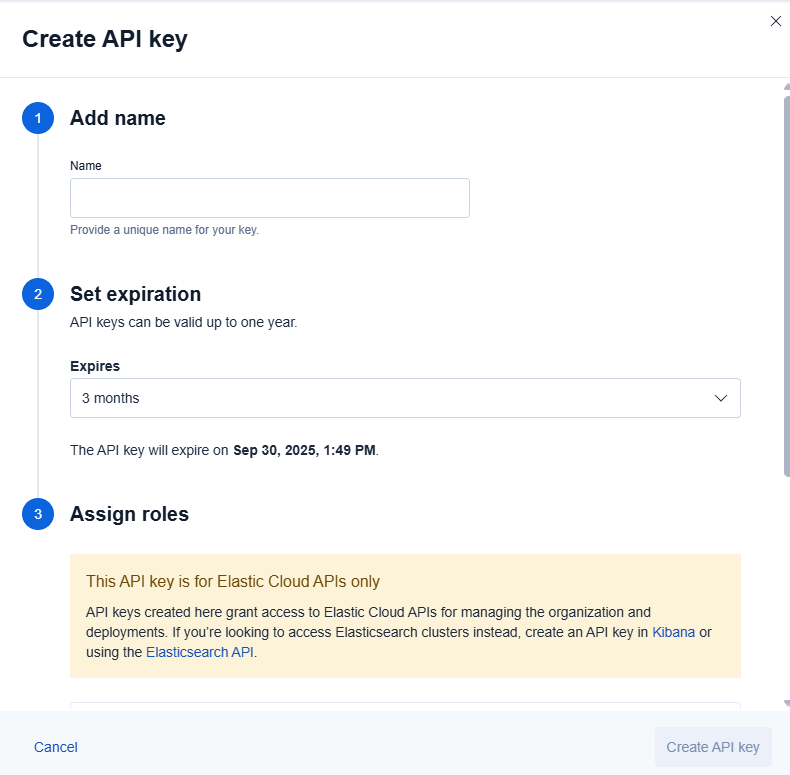 Create API key
1 Add name
Name
Provide a unique name for your key.
2 Set expiration
API keys can be valid up to one year.
Expires
3 months
The API key will expire on Sep 30, 2025, 1:49 PM.
3 Assign roles
This API key is for Elastic Cloud APIs only
API keys created here grant access to Elastic Cloud APIs for managing the organization and
deployments. If you’re looking to access Elasticsearch clusters instead, create an API key in Kibana or
using the Elasticsearch API.
Cancel
Create API key